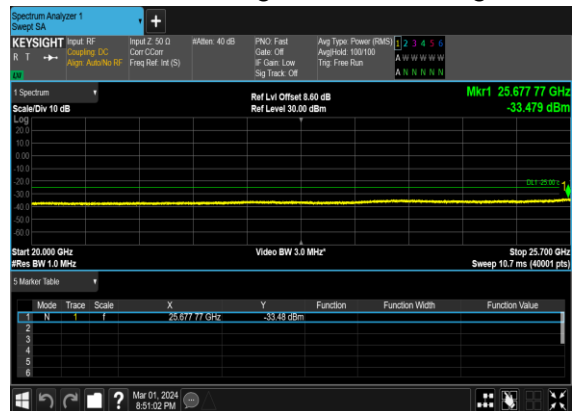 Spectrum Analyzer 1
Swept SA
+
KEYSIGHT Input: RF Input Z: 50 Ω #Atten: 40 dB PNO: Fast Avg Type: Power (RMS) 1 2 3 4 5 6
R T Coupling: DC Corr CCorr Gate: Off Avg|Hold: 100/100 A W W W W W
Align: Auto/No RF Freq Ref: Int (S) IF Gain: Low Trig: Free Run
LW Sig Track: Off A N N N N N
1 Spectrum Ref Lvl Offset 8.60 dB Mkr1 25.677 77 GHz
Scale/Div 10 dB Ref Level 30.00 dBm -33.479 dBm
Log
20.0
10.0
0.00
-10.0
-20.0 DL1 -25.00 1
-30.0
-40.0
-50.0
-60.0
Start 20.000 GHz Video BW 3.0 MHz* Stop 25.700 GHz
#Res BW 1.0 MHz Sweep 10.7 ms (40001 pts)
5 Marker Table
Mode Trace Scale X Y Function Function Width Function Value
1 N 1 f 25.677 77 GHz -33.48 dBm
2
3
4
5
6
? Mar 01, 2024
8:51:02 PM